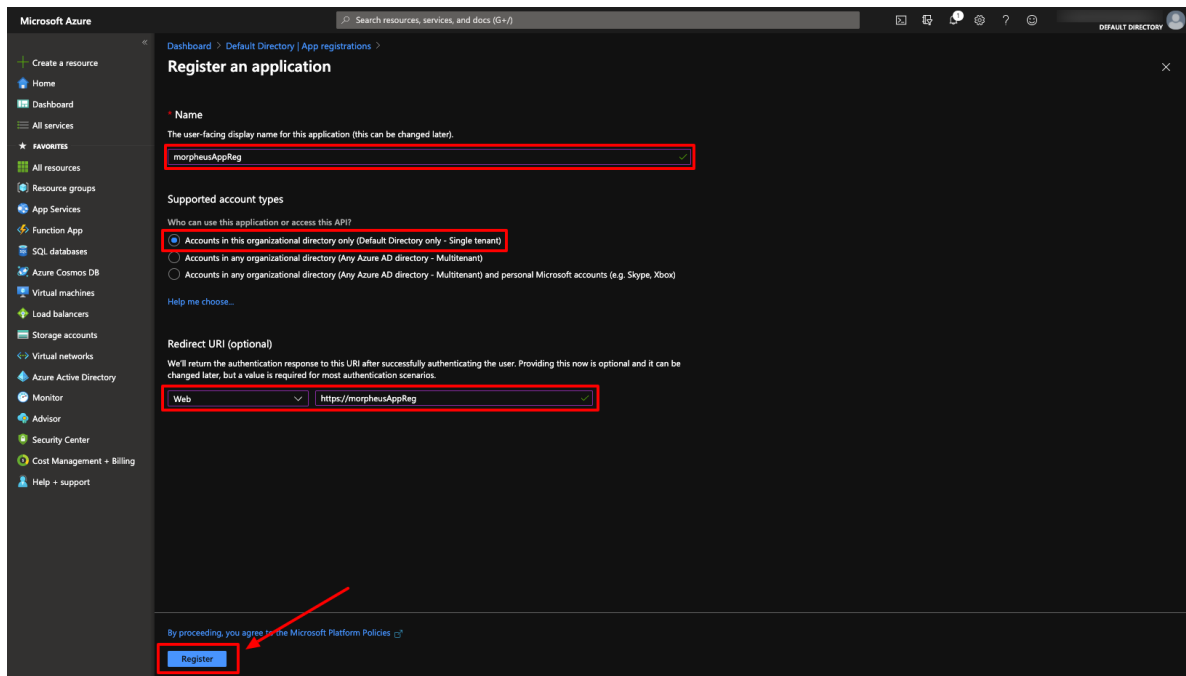 Microsoft Azure
Search resources, services, and docs (G+/)
1
?
DEFAULT DIRECTORY
«
Create a resource
Home
Dashboard
All services
FAVORITES
All resources
Resource groups
App Services
Function App
SQL databases
Azure Cosmos DB
Virtual machines
Load balancers
Storage accounts
Virtual networks
Azure Active Directory
Monitor
Advisor
Security Center
Cost Management + Billing
Help + support
Dashboard > Default Directory | App registrations >
Register an application
* Name
The user-facing display name for this application (this can be changed later).
morpheusAppReg
Supported account types
Who can use this application or access this API?
Accounts in this organizational directory only (Default Directory only - Single tenant)
Accounts in any organizational directory (Any Azure AD directory - Multitenant)
Accounts in any organizational directory (Any Azure AD directory - Multitenant) and personal Microsoft accounts (e.g. Skype, Xbox)
Help me choose...
Redirect URI (optional)
We'll return the authentication response to this URI after successfully authenticating the user. Providing this now is optional and it can be
changed later, but a value is required for most authentication scenarios.
Web
https://morpheusAppReg
By proceeding, you agree to the Microsoft Platform Policies
Register